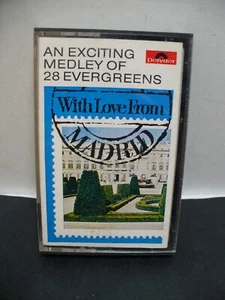 AN EXCITING
MEDLEY OF
28 EVERGREENS
Polydor
With Love From
MADRID